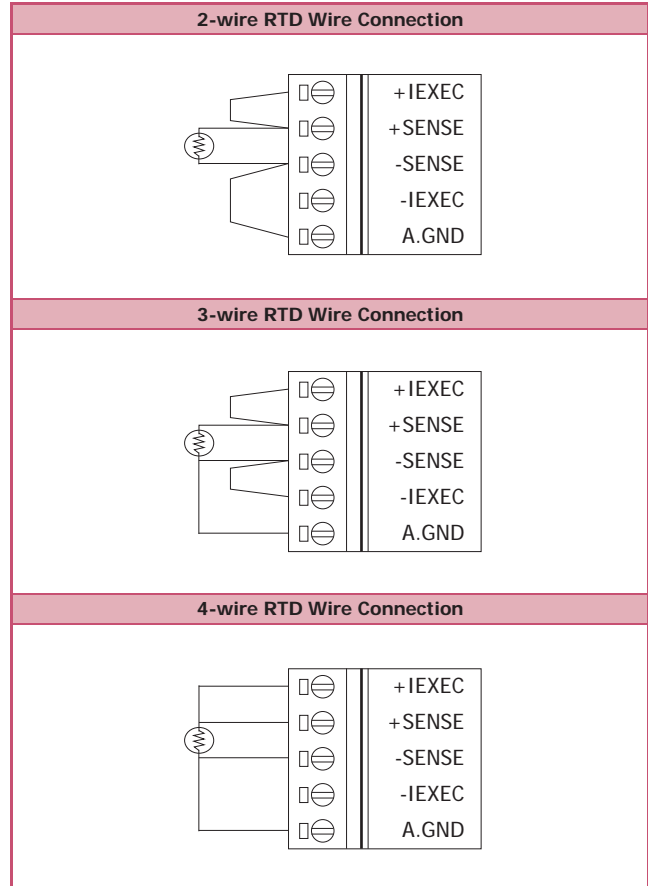 2-wire RTD Wire Connection
+IEXEC
+SENSE
-SENSE
-IEXEC
A.GND
3-wire RTD Wire Connection
+IEXEC
+SENSE
-SENSE
-IEXEC
A.GND
4-wire RTD Wire Connection
+IEXEC
+SENSE
-SENSE
-IEXEC
A.GND